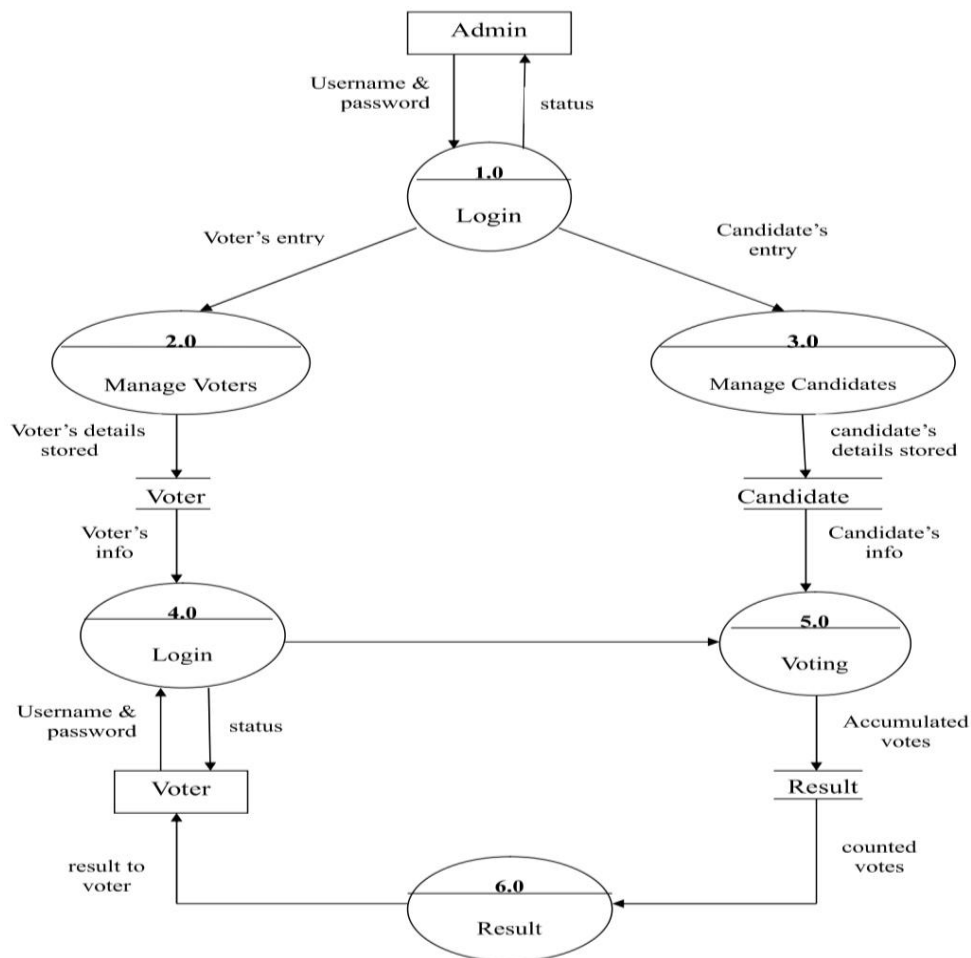 Admin
Username &
password
status
1.0
Login
Voter's entry
Candidate's
entry
2.0
Manage Voters
3.0
Manage Candidates
Voter's details
stored
candidate's
details stored
Voter
Candidate
Voter's
info
Candidate's
info
4.0
Login
5.0
Voting
Username &
password
status
Accumulated
votes
Voter
Result
result to
voter
counted
votes
6.0
Result